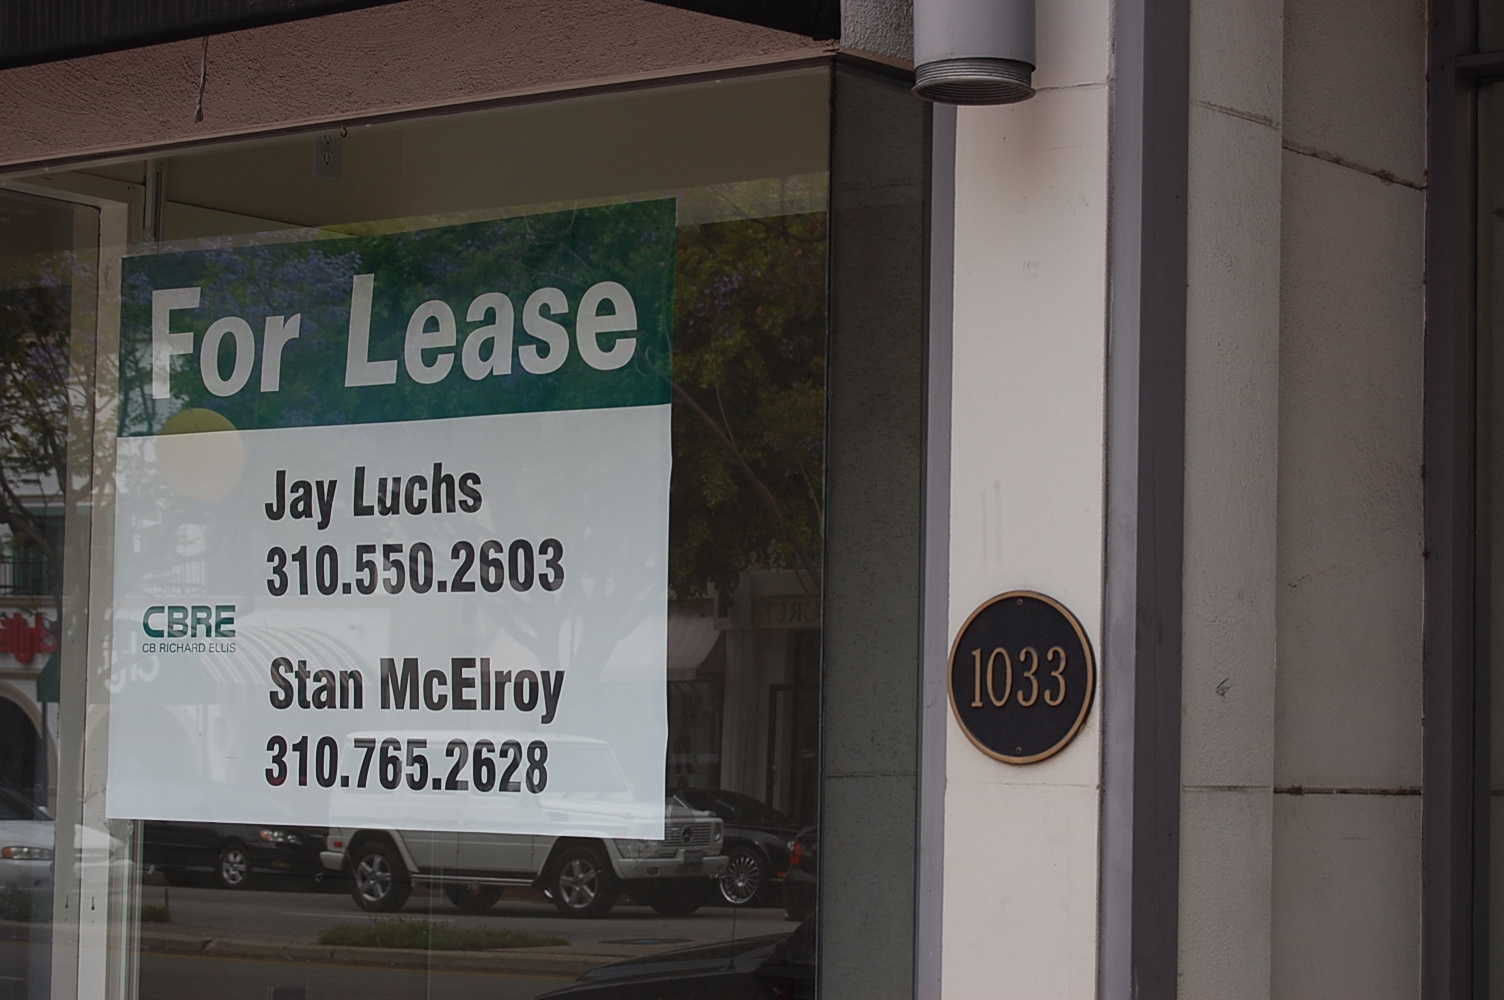 For Lease
Jay Luchs
310.550.2603
CBRE
CB RICHARD ELLIS
Stan McElroy
310.765.2628
1033